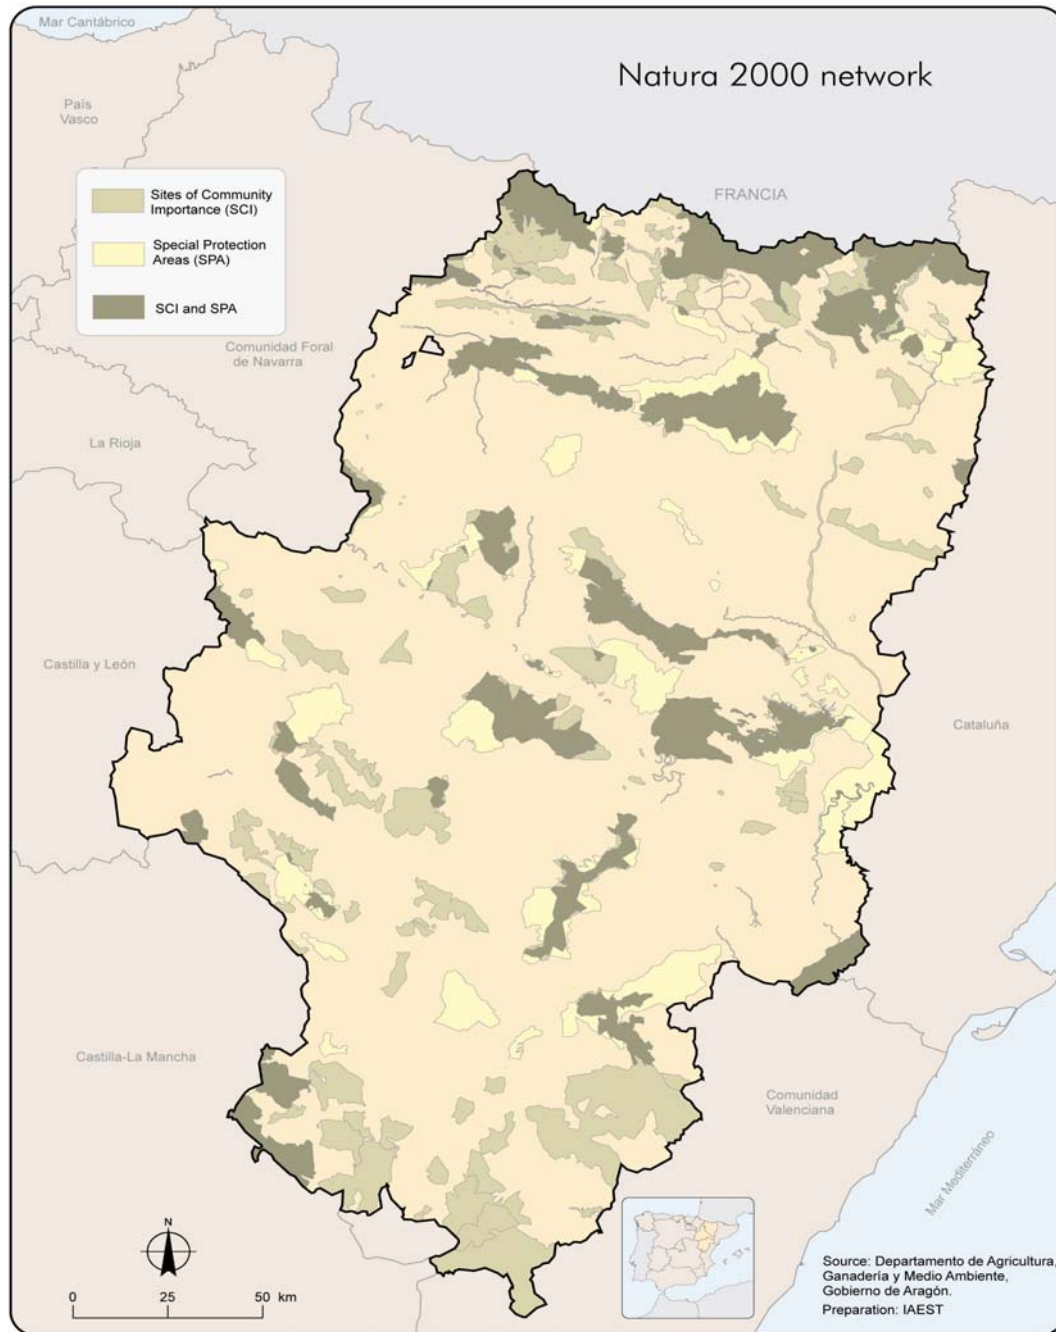 Mar Cantábrico
Natura 2000 network
País
Vasco
Sites of Community
Importance (SCI)
Special Protection
Areas (SPA)
SCI and SPA
FRANCIA
Comunidad Foral
de Navarra
La Rioja
Castilla y León
Cataluña
Castilla-La Mancha
Comunidad
Valenciana
Mar Mediterráneo
N
0 25 50 km
Source: Departamento de Agricultura,
Ganadería y Medio Ambiente,
Gobierno de Aragón.
Preparation: IAEST